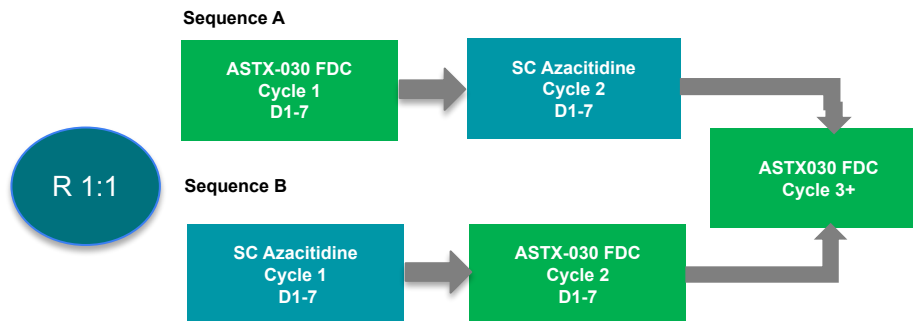 Sequence A
ASTX-030 FDC
Cycle 1
D1-7
SC Azacitidine
Cycle 2
D1-7
R 1:1
ASTX030 FDC
Cycle 3+
Sequence B
SC Azacitidine
Cycle 1
D1-7
ASTX-030 FDC
Cycle 2
D1-7